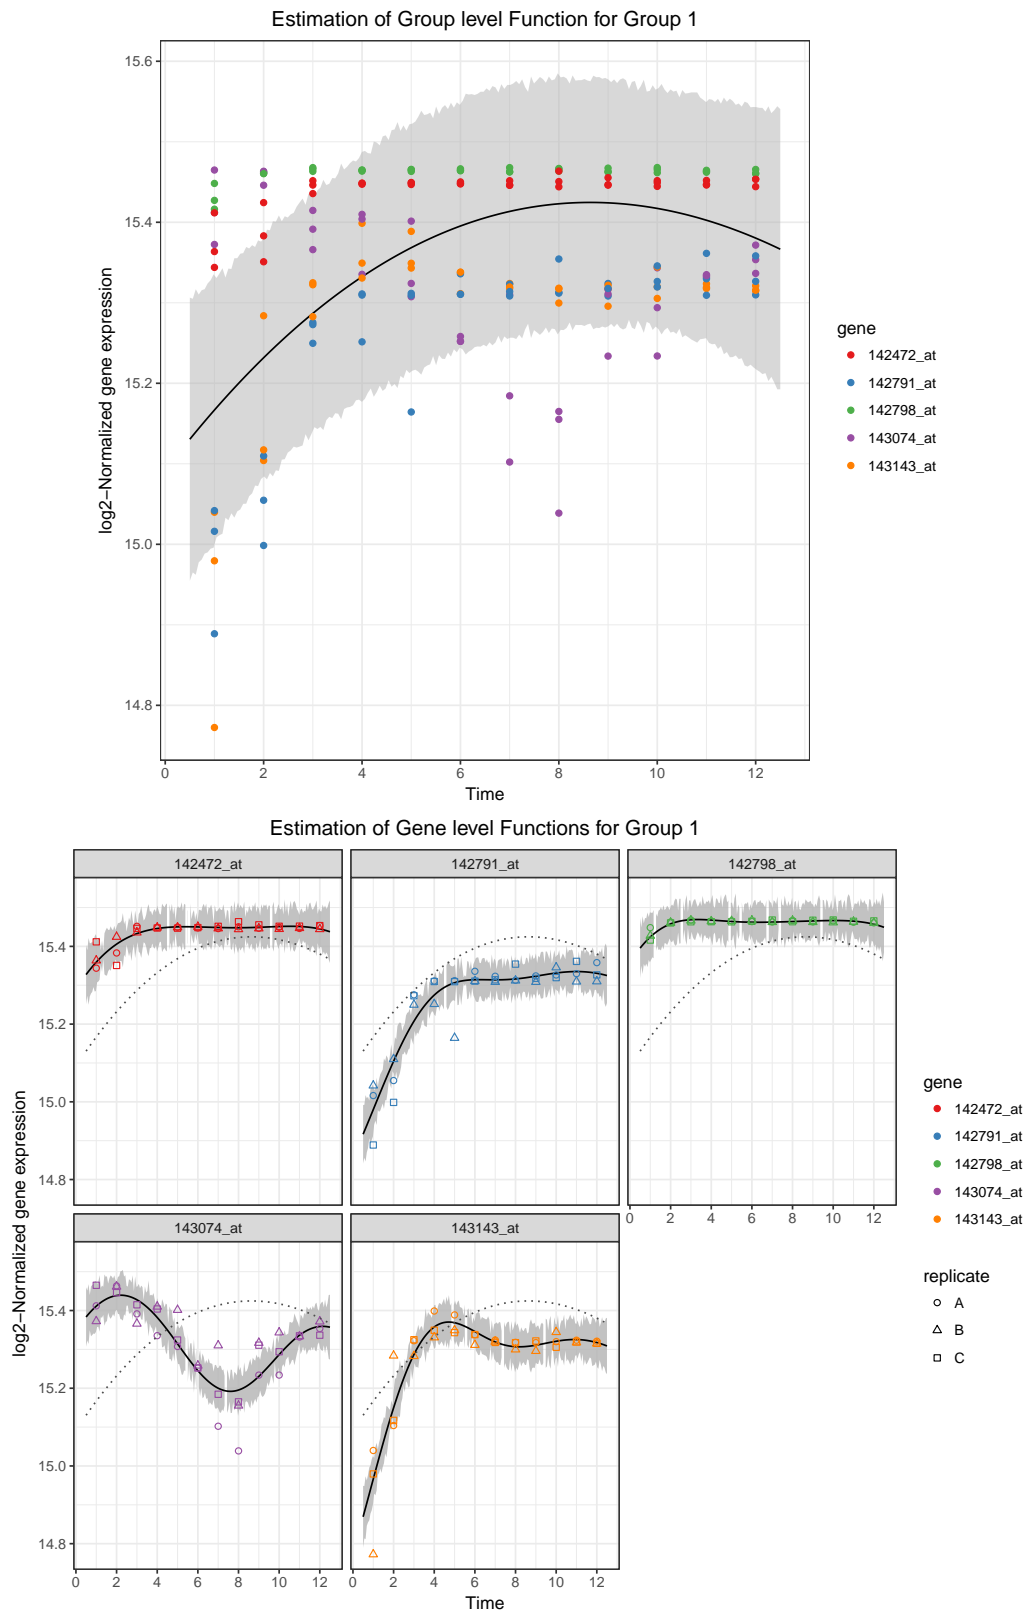 Estimation of Group level Function for Group 1
log2−Normalized gene expression
15.6
15.4
15.2
15.0
14.8
0 2 4 6 8 10 12
Time
gene
142472_at
142791_at
142798_at
143074_at
143143_at
Estimation of Gene level Functions for Group 1
log2−Normalized gene expression
142472_at 142791_at 142798_at
15.4
15.2
15.0
14.8
0 2 4 6 8 10 12
143074_at 143143_at
15.4
15.2
15.0
14.8
0 2 4 6 8 10 12 0 2 4 6 8 10 12
Time
gene
142472_at
142791_at
142798_at
143074_at
143143_at
replicate
A
B
C